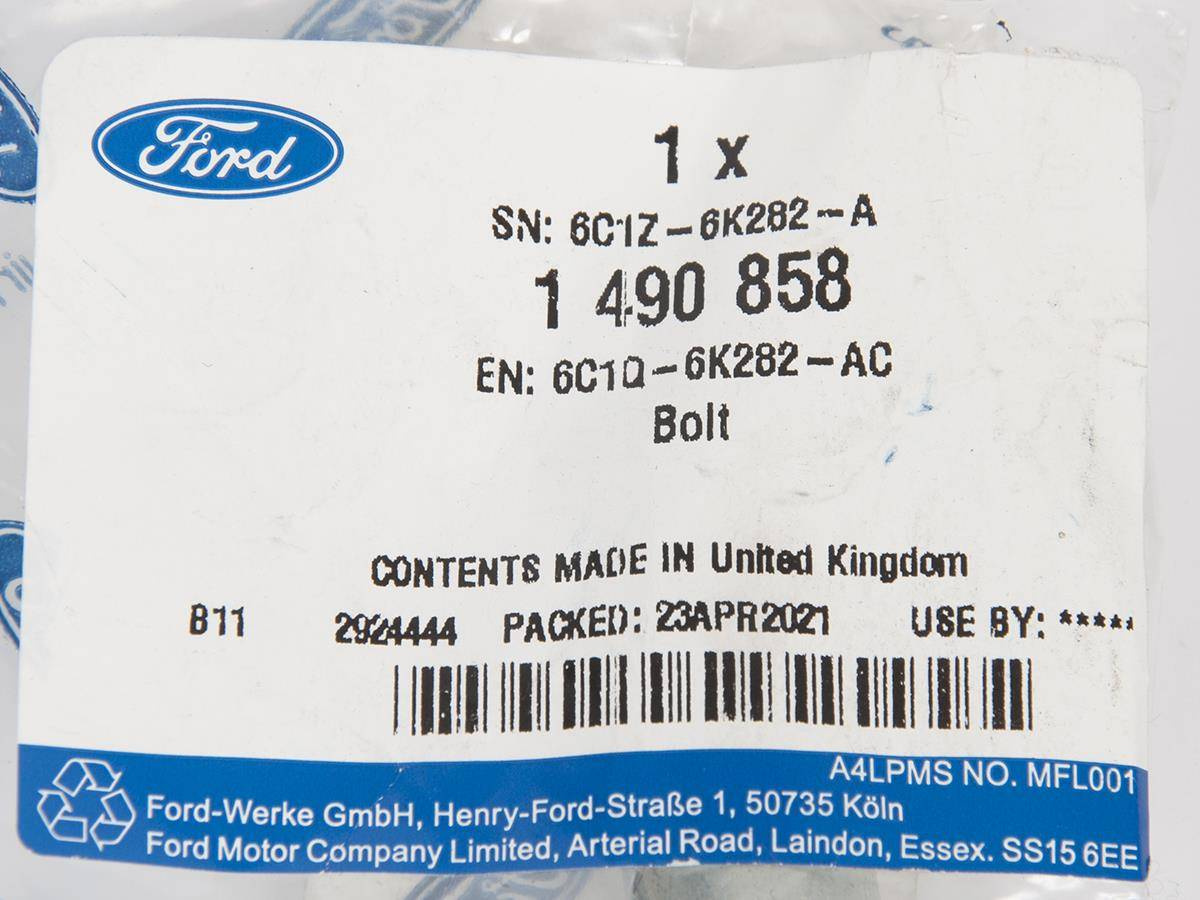 Ford
1 x
SN: 6C1Z-6K282-A
1 490 858
EN: 6C1Q-6K282-AC
Bolt
CONTENTS MADE IN United Kingdom
B11 2924444 PACKED: 23APR2021 USE BY: *****
A4LPMS NO. MFL001
Ford-Werke GmbH, Henry-Ford-Straße 1, 50735 Köln
Ford Motor Company Limited, Arterial Road, Laindon, Essex. SS15 6EE